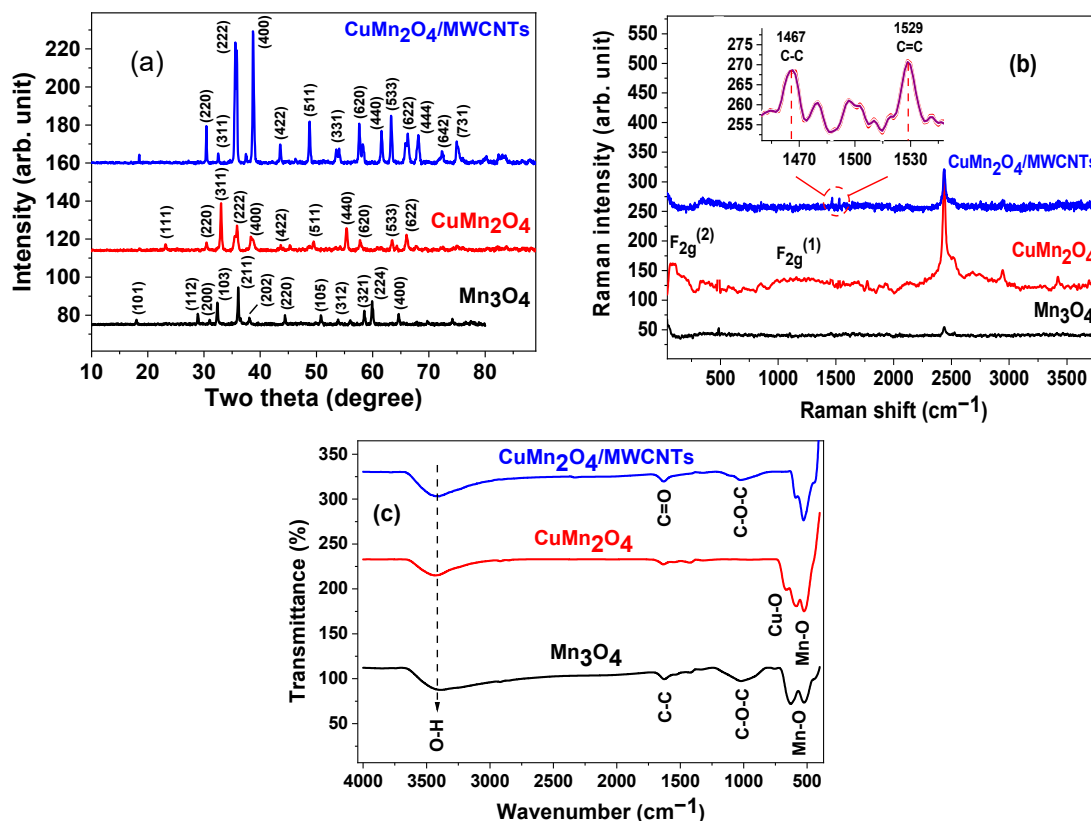 (a)
CuMn2O4/MWCNTs
(220)
(311)
(222)
(400)
(422)
(511)
(331)
(620)
(440)
(533)
(622)
(444)
(642)
(731)
CuMn2O4
(111)
(220)
(311)
(222)
(400)
(422)
(511)
(440)
(620)
(533)
(622)
Mn3O4
(101)
(112)
(200)
(103)
(211)
(202)
(220)
(105)
(312)
(321)
(224)
(400)
Intensity (arb. unit)
220
200
180
160
140
120
100
80
10 20 30 40 50 60 70 80
Two theta (degree)
(b)
1467
C-C
1529
C=C
275
270
265
260
255
1470 1500 1530
CuMn2O4/MWCNTs
CuMn2O4
Mn3O4
F2g(2)
F2g(1)
Raman intensity (arb. unit)
550
500
450
400
350
300
250
200
150
100
50
500 1000 1500 2000 2500 3000 3500
Raman shift (cm−1)
(c)
CuMn2O4/MWCNTs
C=O
C-O-C
CuMn2O4
Cu-O
Mn-O
Mn3O4
O-H
C-C
C-O-C
Mn-O
Transmittance (%)
350
325
300
275
250
225
200
175
150
125
100
75
50
4000 3500 3000 2500 2000 1500 1000 500
Wavenumber (cm−1)